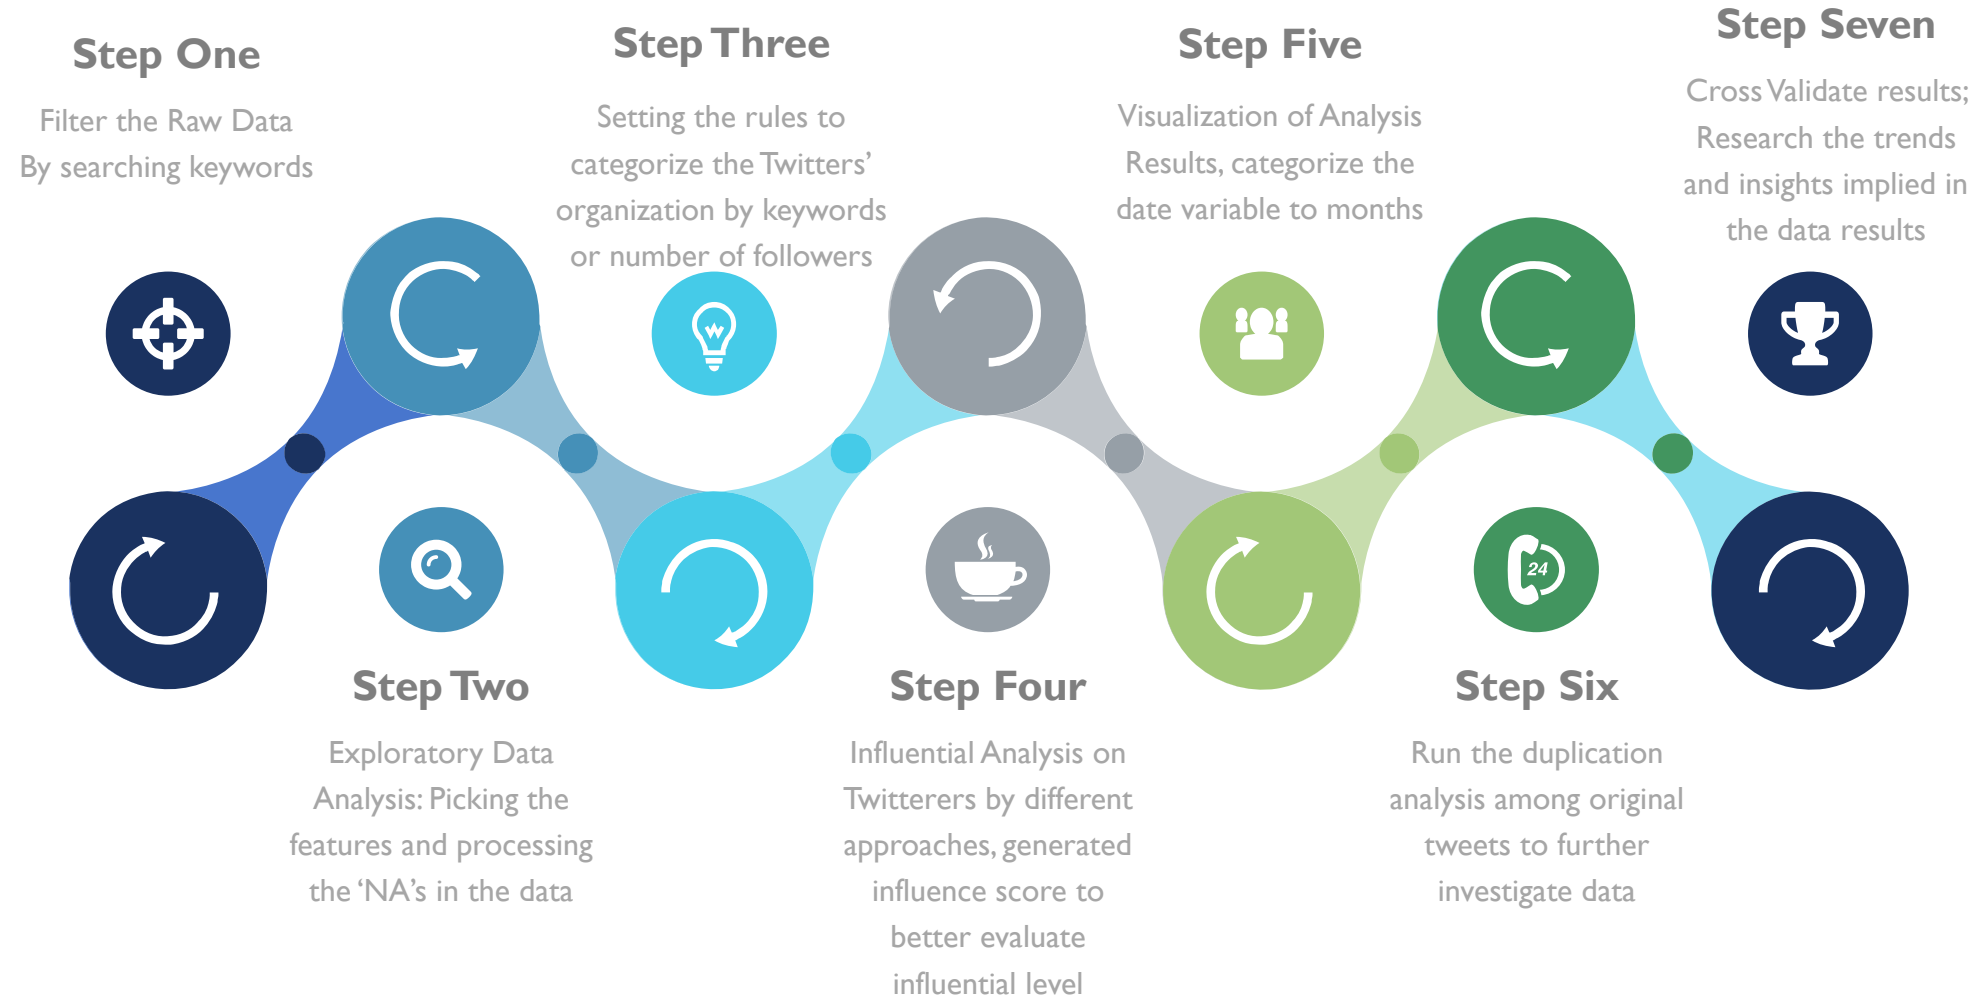 Step One
Filter the Raw Data
By searching keywords
Step Two
Exploratory Data
Analysis: Picking the
features and processing
the ‘NA’s in the data
Step Three
Setting the rules to
categorize the Twitters’
organization by keywords
or number of followers
Step Four
Influential Analysis on
Twitterers by different
approaches, generated
influence score to
better evaluate
influential level
Step Five
Visualization of Analysis
Results, categorize the
date variable to months
24
Step Six
Run the duplication
analysis among original
tweets to further
investigate data
Step Seven
Cross Validate results;
Research the trends
and insights implied in
the data results